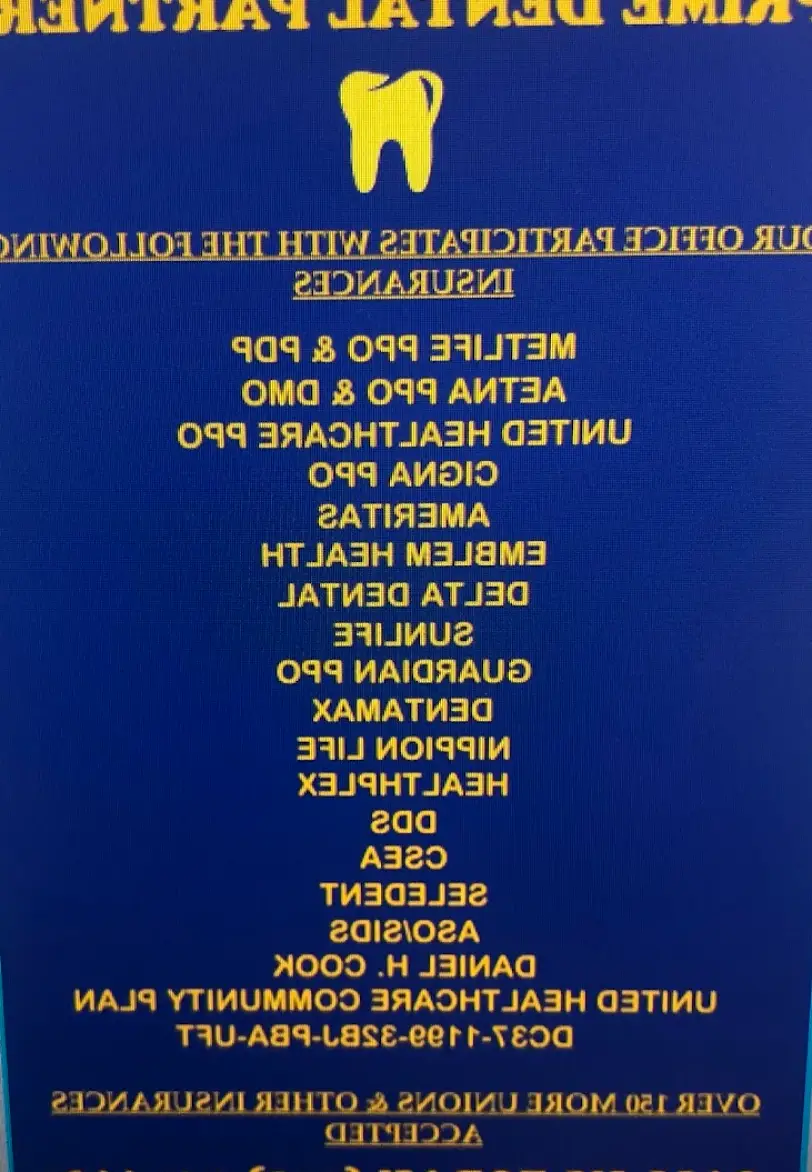 PRIME DENTAL PARTNER
OUR OFFICE PARTICIPATES WITH THE FOLLOWING
INSURANCES
METLIFE PPO & PDP
AETNA PPO & DMO
UNITED HEALTHCARE PPO
CIGNA PPO
AMERITAS
EMBLEM HEALTH
DELTA DENTAL
SUNLIFE
GUARDIAN PPO
DENTAMAX
NIPPION LIFE
HEALTHPLEX
DDS
CSEA
SELEDENT
ASO/SIDS
DANIEL H. COOK
UNITED HEALTHCARE COMMUNITY PLAN
DC37-1199-32BJ-PBA-UFT
OVER 150 MORE UNIONS & OTHER INSURANCES
ACCEPTED